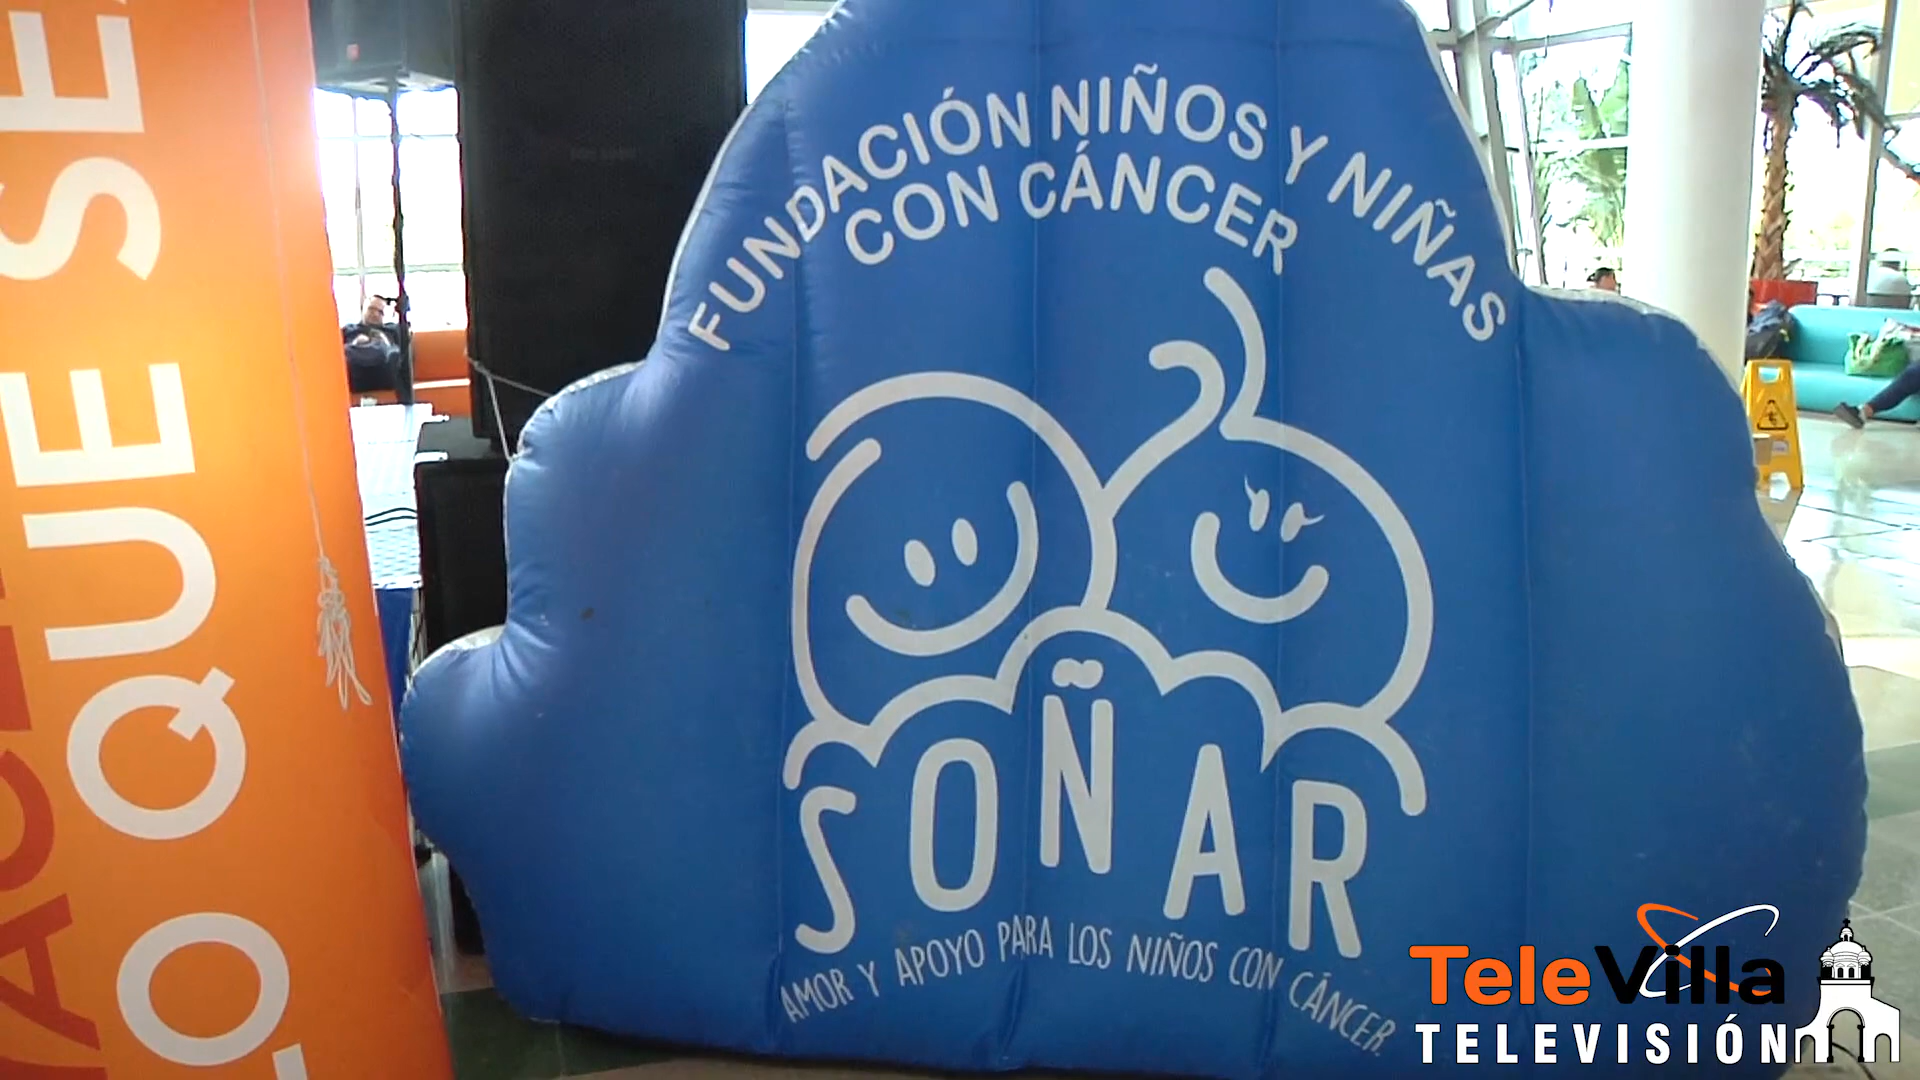 FUNDACIÓN NIÑOS Y NIÑAS
CON CÁNCER
SOÑAR
AMOR Y APOYO PARA LOS NIÑOS CON CÁNCER.
O QUE SE
TeleVilla
TELEVISIÓN